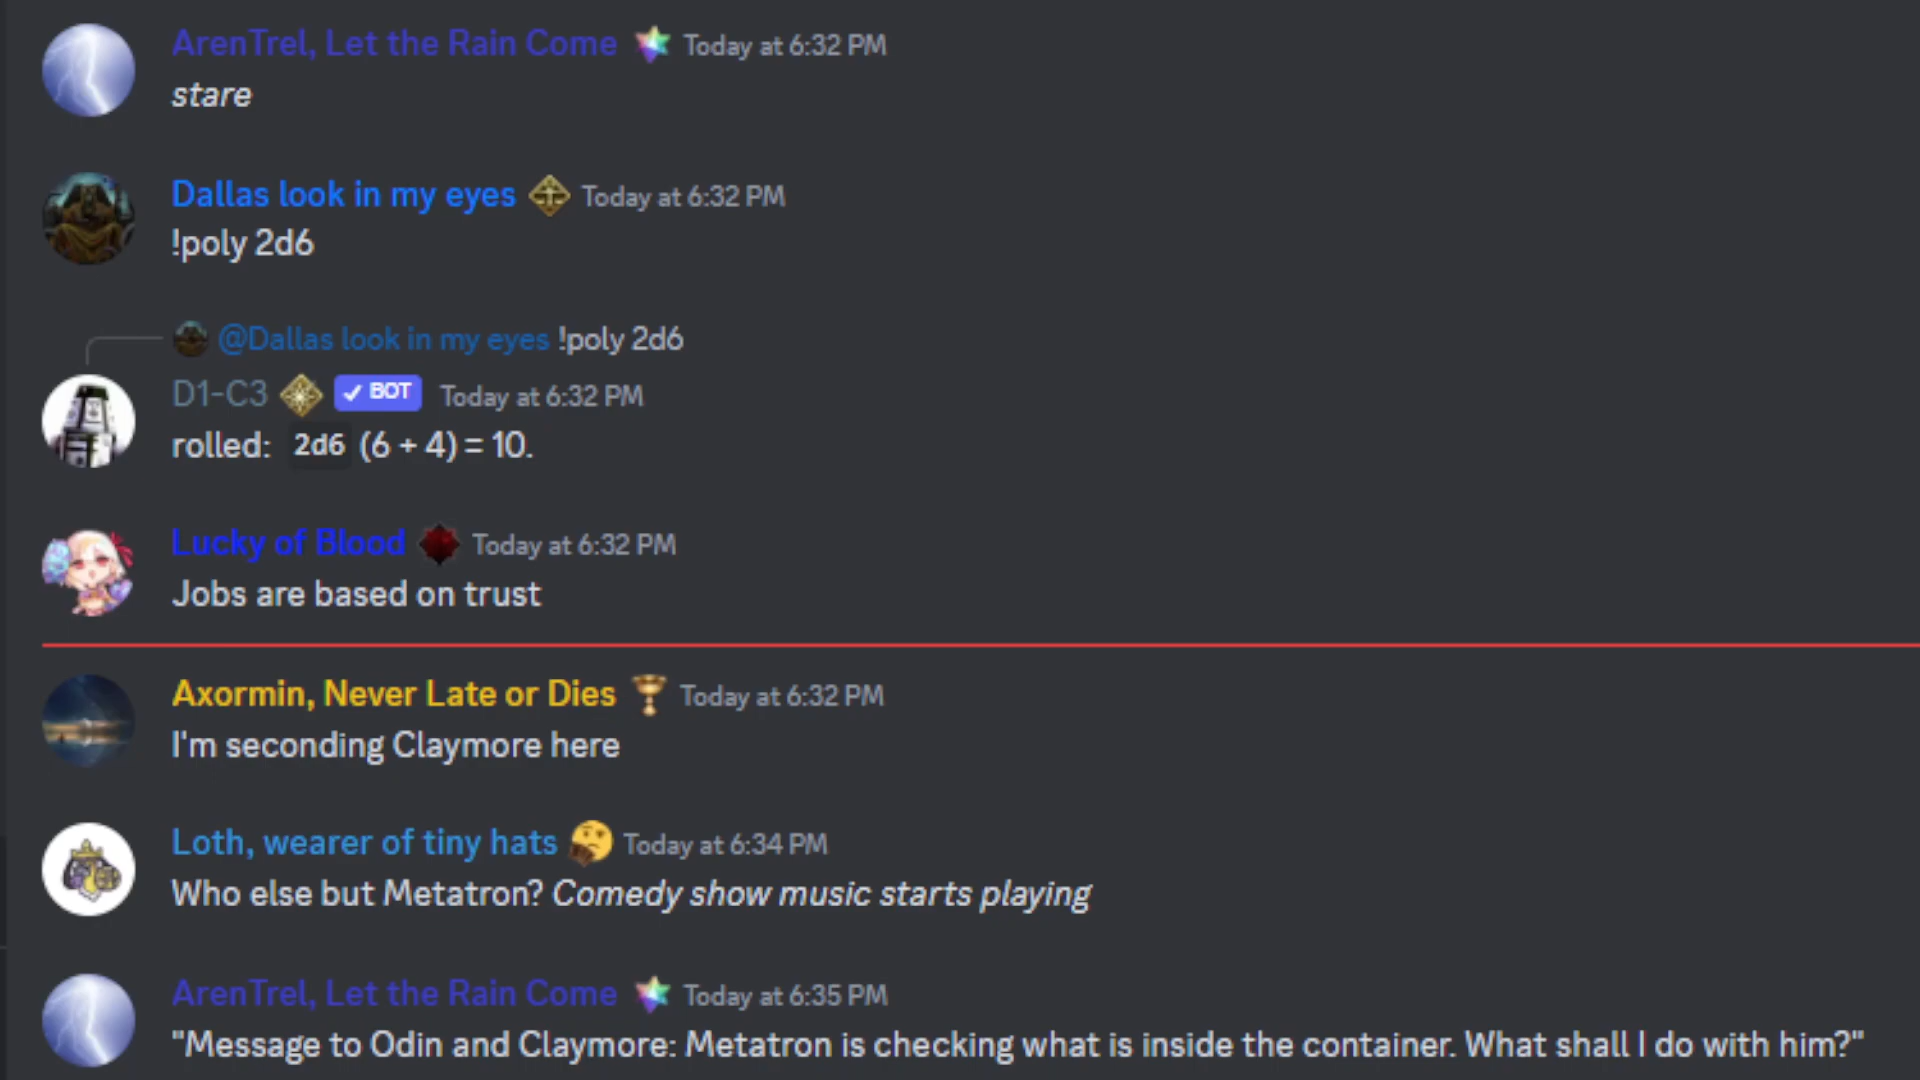 ArenTrel, Let the Rain Come Today at 6:32 PM
stare
Dallas look in my eyes Today at 6:32 PM
!poly 2d6
@Dallas look in my eyes !poly 2d6
D1-C3 BOT Today at 6:32 PM
rolled: 2d6 (6 + 4) = 10.
Lucky of Blood Today at 6:32 PM
Jobs are based on trust
Axormin, Never Late or Dies Today at 6:32 PM
I'm seconding Claymore here
Loth, wearer of tiny hats Today at 6:34 PM
Who else but Metatron? Comedy show music starts playing
ArenTrel, Let the Rain Come Today at 6:35 PM
"Message to Odin and Claymore: Metatron is checking what is inside the container. What shall I do with him?"